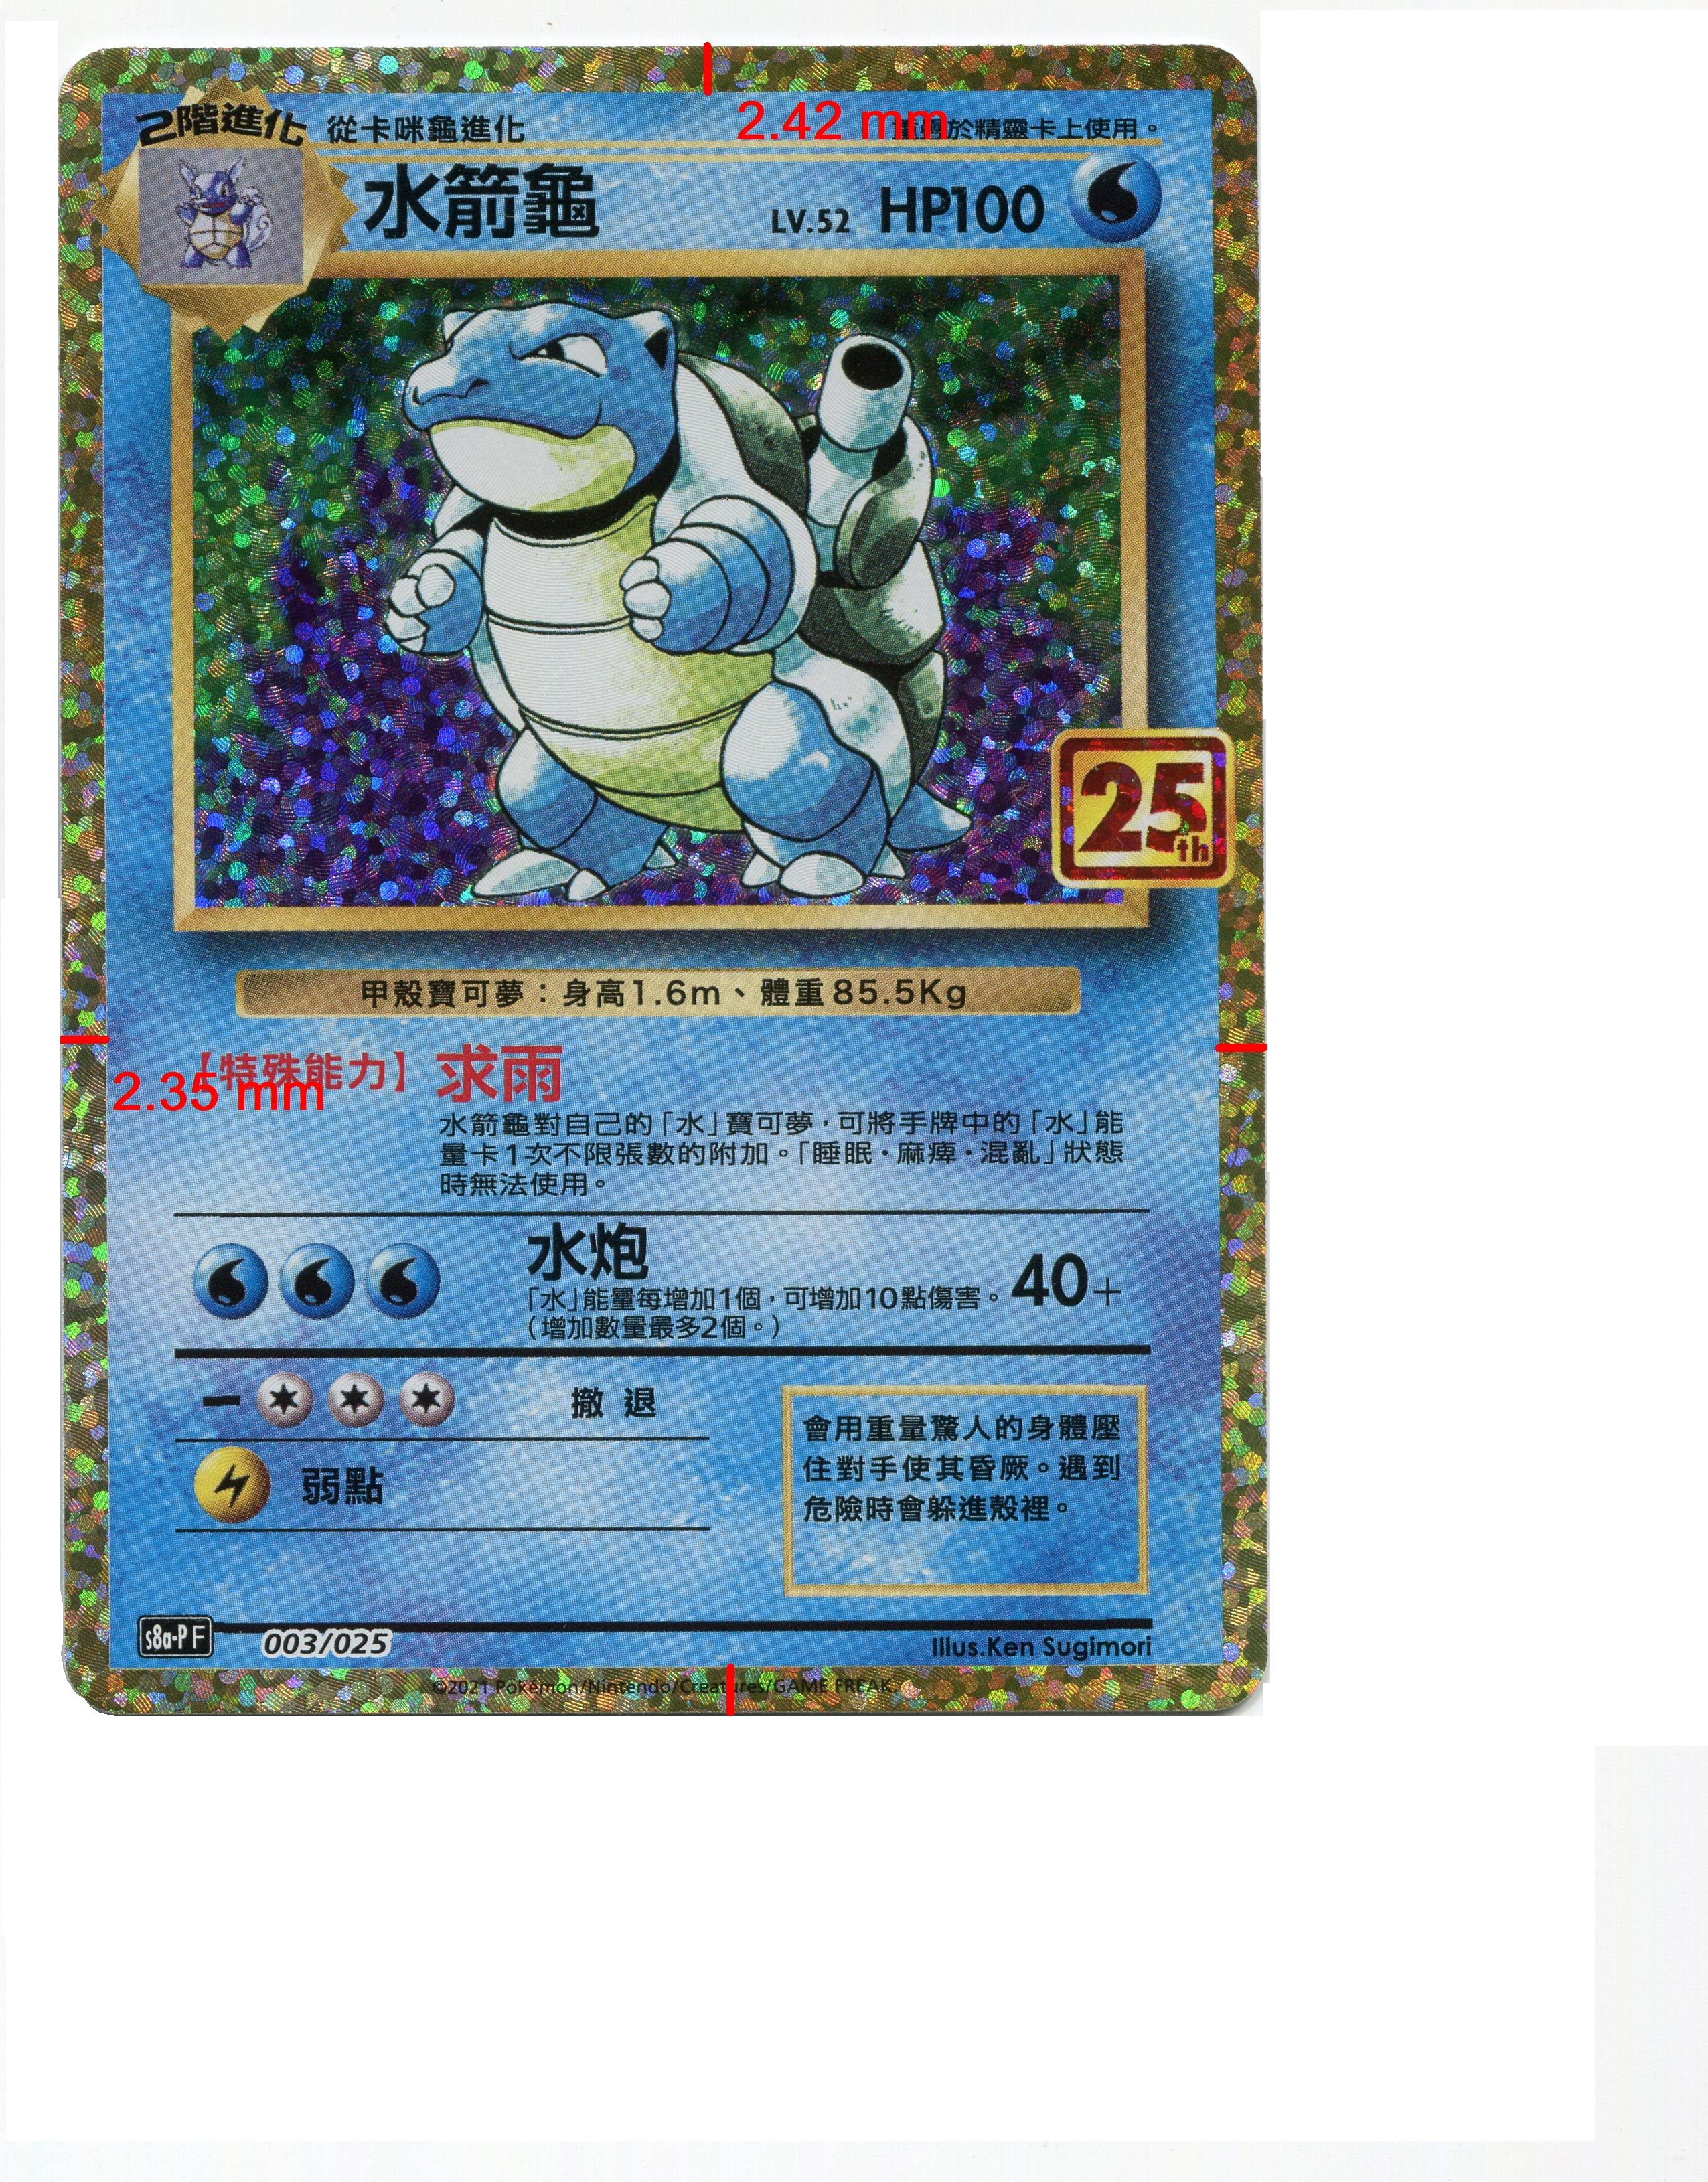 2階進化
從卡咪龜進化
於精靈卡上使用。
2.42 mm
水箭龜
LV.52 HP100
25th
甲殼寶可夢：身高1.6m、體重85.5Kg
【特殊能力】 求雨
2.35 mm
水箭龜對自己的「水」寶可夢，可將手牌中的「水」能
量卡1次不限張數的附加。「睡眠・麻痺・混亂」狀態
時無法使用。
水炮
「水」能量每增加1個，可增加10點傷害。
（增加數量最多2個。）
40+
撤 退
弱點
會用重量驚人的身體壓
住對手使其昏厥。遇到
危險時會躲進殼裡。
s8a-P F
003/025
Illus.Ken Sugimori
©2021 Pokémon/Nintendo/Creatures/GAME FREAK.